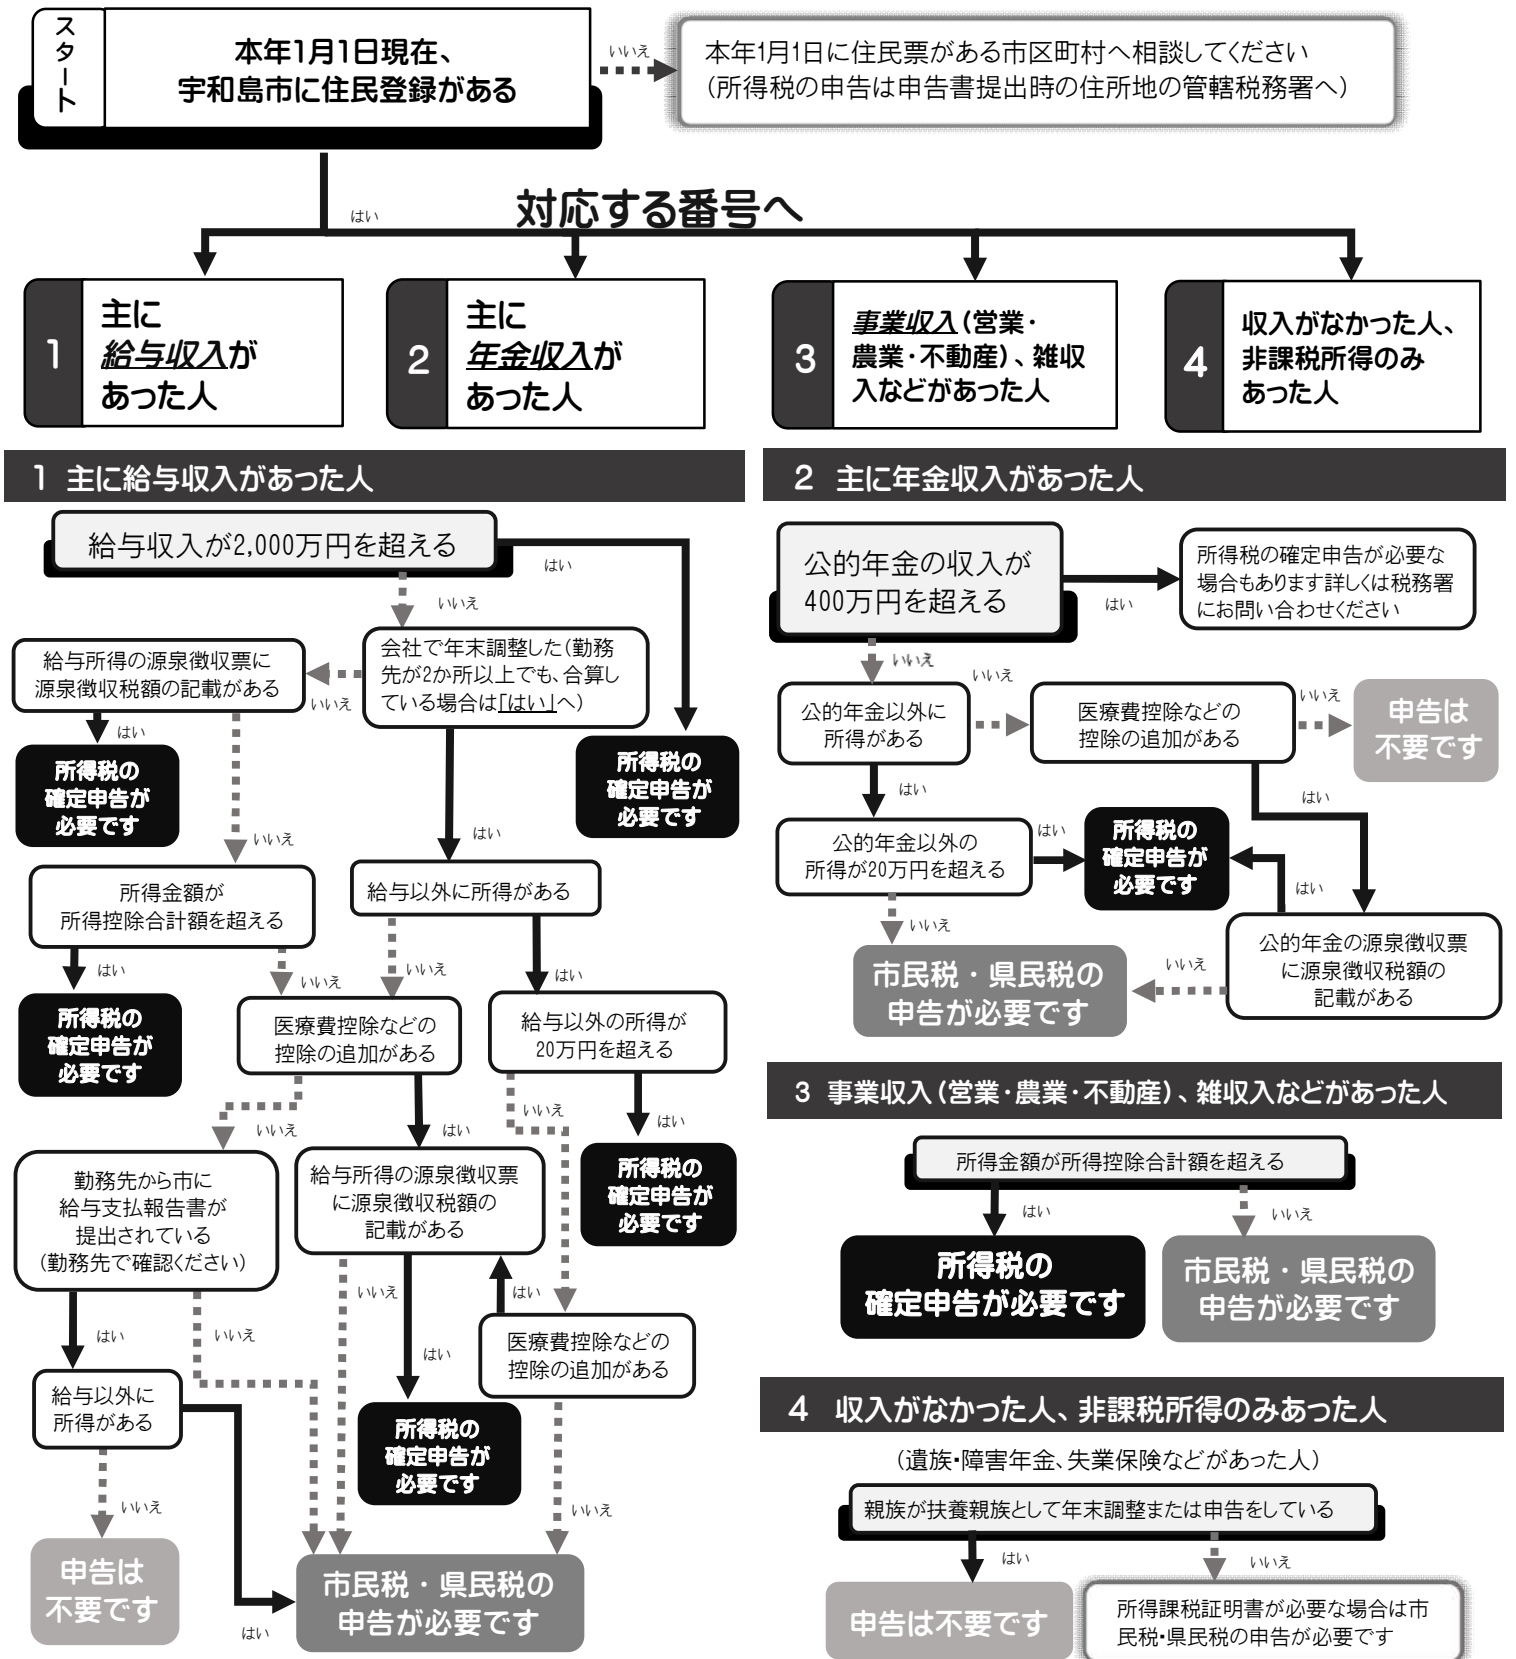 スタート
本年1月1日現在、
宇和島市に住民登録がある
いいえ
本年1月1日に住民票がある市区町村へ相談してください
(所得税の申告は申告書提出時の住所地の管轄税務署へ)
はい
対応する番号へ
1
主に
給与収入が
あった人
2
主に
年金収入が
あった人
3
事業収入(営業・
農業・不動産)、雑収
入などがあった人
4
収入がなかった人、
非課税所得のみ
あった人
1 主に給与収入があった人
給与収入が2,000万円を超える
はい
いいえ
会社で年末調整した(勤務
先が2か所以上でも、合算し
ている場合は「はい」へ)
いいえ
給与所得の源泉徴収票に
源泉徴収税額の記載がある
はい
所得税の
確定申告が
必要です
所得税の
確定申告が
必要です
いいえ
はい
所得金額が
所得控除合計額を超える
給与以外に所得がある
はい
いいえ
いいえ
はい
所得税の
確定申告が
必要です
医療費控除などの
控除の追加がある
給与以外の所得が
20万円を超える
いいえ
はい
いいえ
はい
勤務先から市に
給与支払報告書が
提出されている
(勤務先で確認ください)
給与所得の源泉徴収票
に源泉徴収税額の
記載がある
所得税の
確定申告が
必要です
はい
いいえ
いいえ
はい
はい
医療費控除などの
控除の追加がある
給与以外に
所得がある
所得税の
確定申告が
必要です
いいえ
いいえ
申告は
不要です
はい
市民税・県民税の
申告が必要です
2 主に年金収入があった人
公的年金の収入が
400万円を超える
はい
所得税の確定申告が必要な
場合もあります詳しくは税務署
にお問い合わせください
いいえ
公的年金以外に
所得がある
いいえ
医療費控除などの
控除の追加がある
いいえ
申告は
不要です
はい
はい
公的年金以外の
所得が20万円を超える
はい
所得税の
確定申告が
必要です
はい
いいえ
公的年金の源泉徴収票
に源泉徴収税額の
記載がある
いいえ
市民税・県民税の
申告が必要です
3 事業収入(営業・農業・不動産)、雑収入などがあった人
所得金額が所得控除合計額を超える
はい
いいえ
所得税の
確定申告が必要です
市民税・県民税の
申告が必要です
4 収入がなかった人、非課税所得のみあった人
(遺族・障害年金、失業保険などがあった人)
親族が扶養親族として年末調整または申告をしている
はい
いいえ
申告は不要です
所得課税証明書が必要な場合は市
民税・県民税の申告が必要です